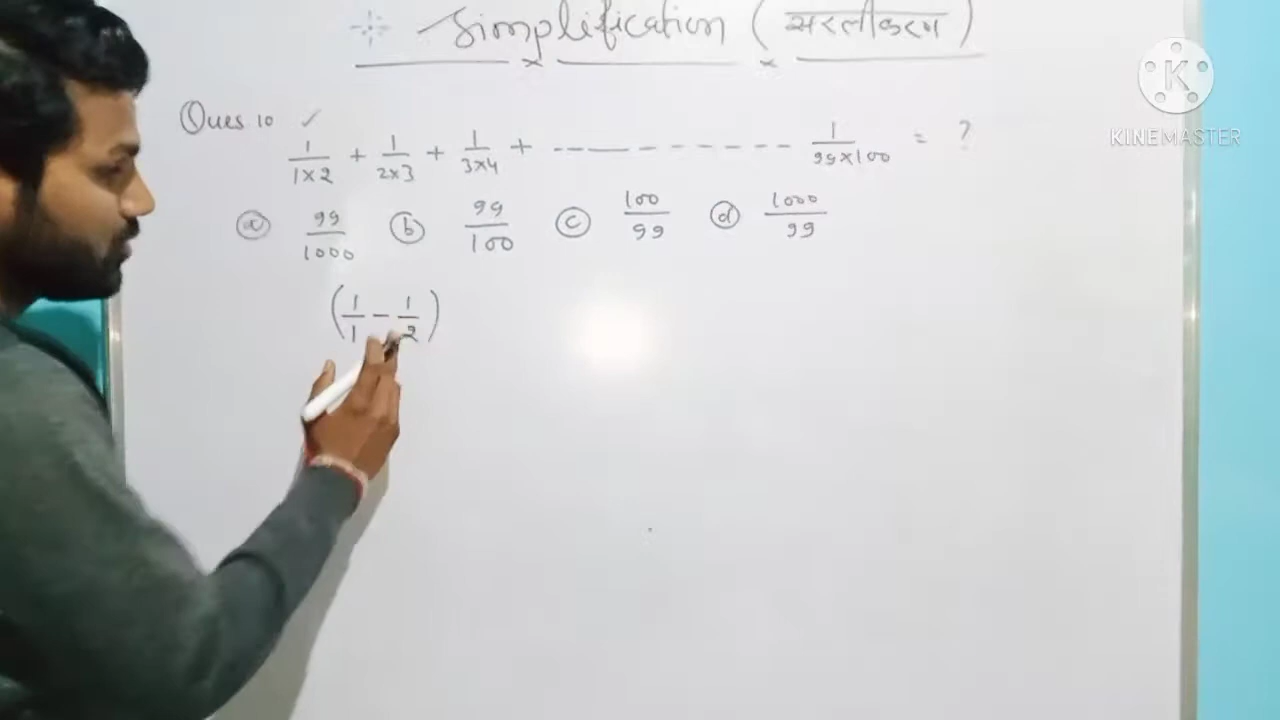 Simplification (सरलीकरण)
Ques 10 ✓
1/1×2 + 1/2×3 + 1/3×4 + ---------- 1/99×100 = ?
(a) 99/1000 (b) 99/100 (c) 100/99 (d) 1000/99
(1/1 - 1/2)
K
KINEMASTER